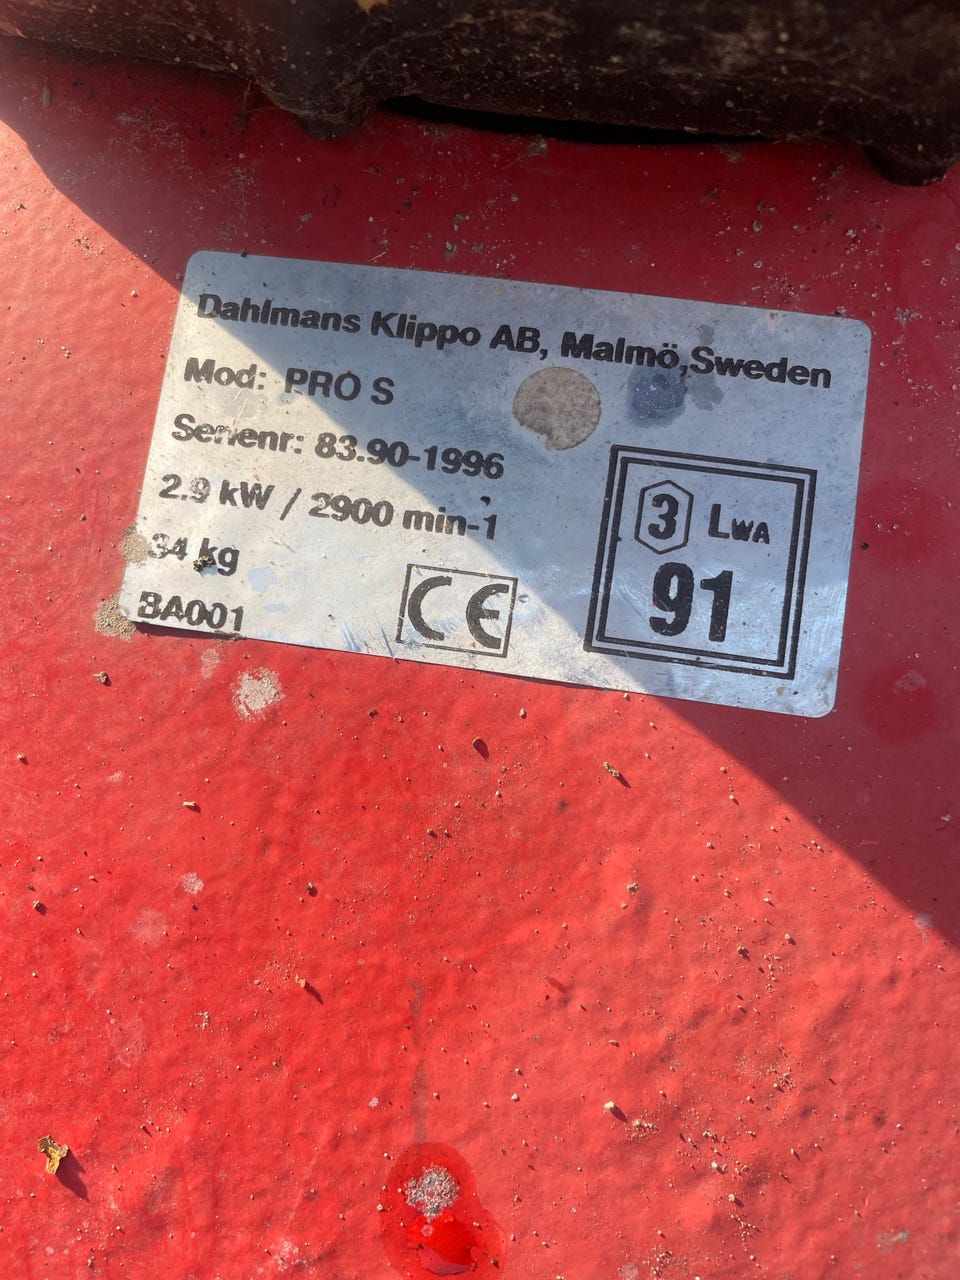 Dahlmans Klippo AB, Malmö,Sweden
Mod: PRO S
Serienr: 83.90-1996
2.9 kW / 2900 min-1
34 kg
BA001
CE
3 LWA
91